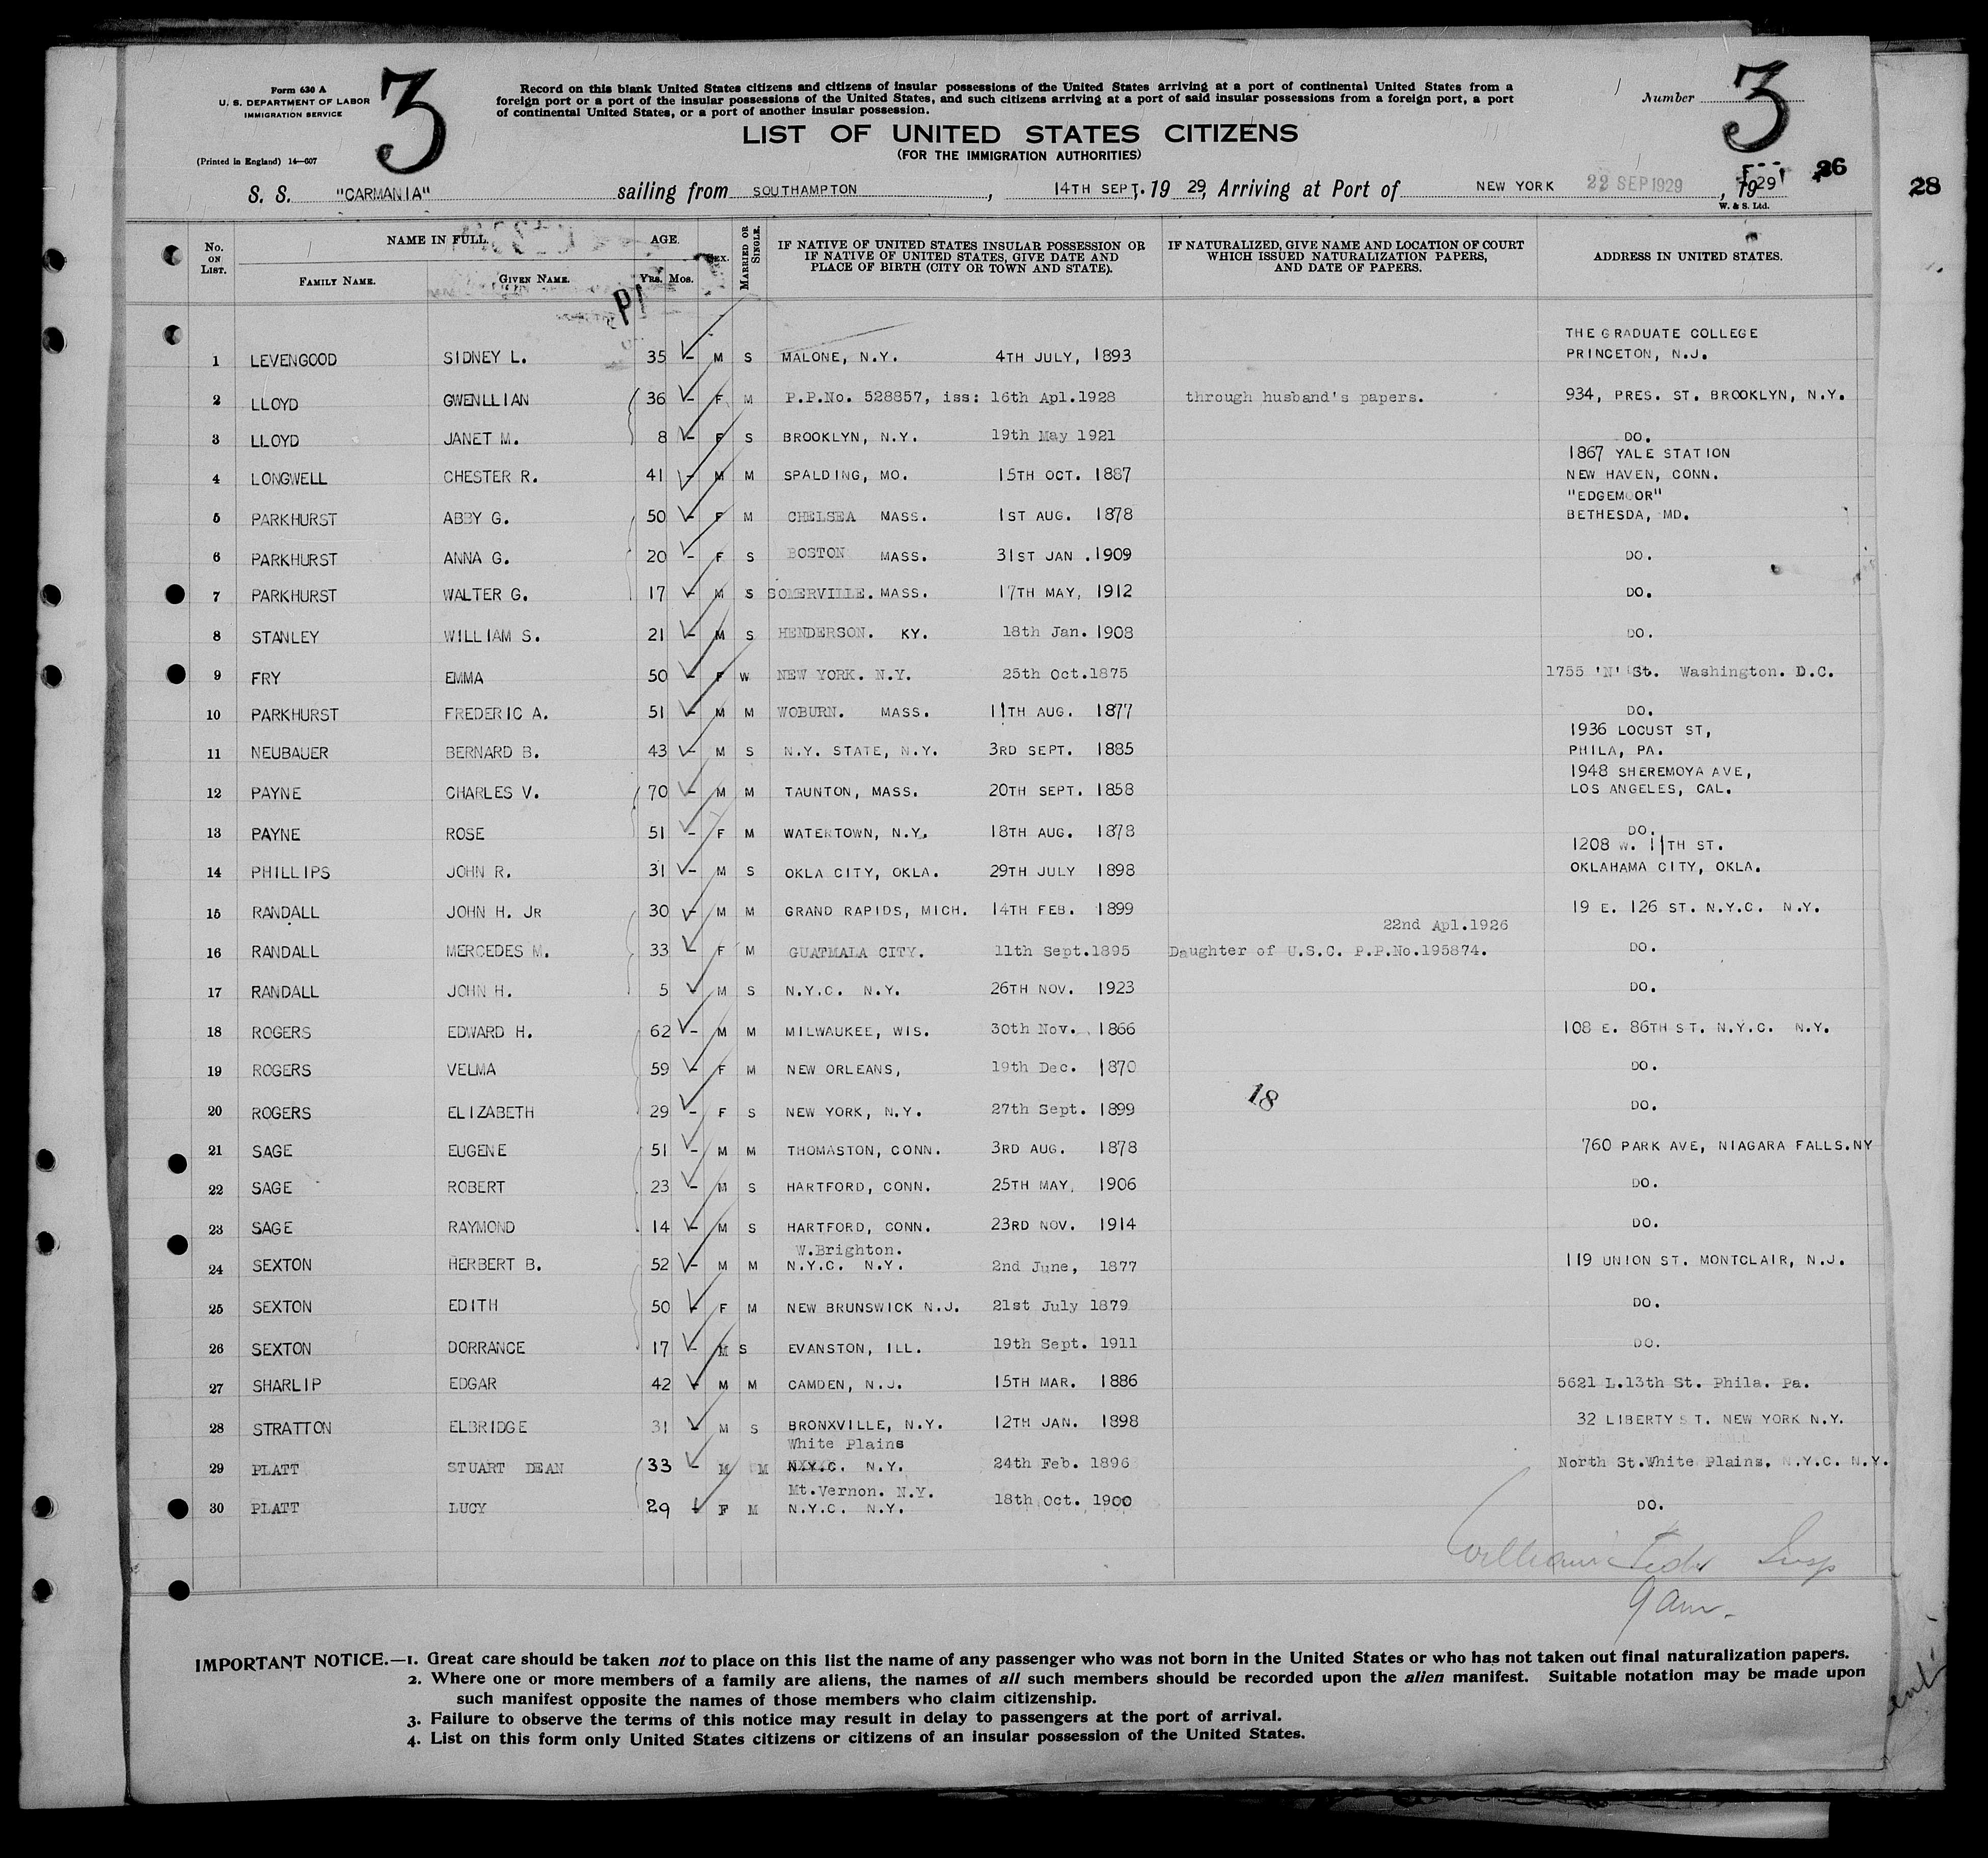 Form 630 A
U. S. DEPARTMENT OF LABOR
IMMIGRATION SERVICE
(Printed in England) 14—607
3
Record on this blank United States citizens and citizens of insular possessions of the United States arriving at a port of continental United States from a
foreign port or a port of the insular possessions of the United States, and such citizens arriving at a port of said insular possessions from a foreign port, a port
of continental United States, or a port of another insular possession.
LIST OF UNITED STATES CITIZENS
(FOR THE IMMIGRATION AUTHORITIES)
Number 3
26
28
S. S. "CARMANIA" sailing from SOUTHAMPTON, 14TH SEPT. 19 29, Arriving at Port of NEW YORK 22 SEP 1929, 19 29
W. & S. Ltd.
No. ON LIST. NAME IN FULL. AGE. SEX. MARRIED OR SINGLE. IF NATIVE OF UNITED STATES INSULAR POSSESSION OR IF NATIVE OF UNITED STATES, GIVE DATE AND PLACE OF BIRTH (CITY OR TOWN AND STATE). IF NATURALIZED, GIVE NAME AND LOCATION OF COURT WHICH ISSUED NATURALIZATION PAPERS, AND DATE OF PAPERS. ADDRESS IN UNITED STATES.
FAMILY NAME. GIVEN NAME. Yrs. Mos.
THE GRADUATE COLLEGE
1 LEVENGOOD SIDNEY L. 35 - M S MALONE, N.Y. 4TH JULY, 1893 PRINCETON, N.J.
2 LLOYD GWENLLIAN 36 - F M P.P.No. 528857, iss: 16th Apl.1928 through husband's papers. 934, PRES. ST. BROOKLYN, N.Y.
3 LLOYD JANET M. 8 - F S BROOKLYN, N.Y. 19th May 1921 DO.
1867 YALE STATION
4 LONGWELL CHESTER R. 41 - M M SPALDING, MO. 15TH OCT. 1887 NEW HAVEN, CONN.
"EDGEMOOR"
5 PARKHURST ABBY G. 50 - F M CHELSEA MASS. 1ST AUG. 1878 BETHESDA, MD.
6 PARKHURST ANNA G. 20 - F S BOSTON MASS. 31ST JAN .1909 DO.
7 PARKHURST WALTER G. 17 - M S SOMERVILLE. MASS. 17TH MAY, 1912 DO.
8 STANLEY WILLIAM S. 21 - M S HENDERSON. KY. 18th Jan. 1908 DO.
9 FRY EMMA 50 - F W NEW YORK. N.Y. 25th Oct.1875 1755 'N' St. Washington. D.C.
10 PARKHURST FREDERIC A. 51 - M M WOBURN. MASS. 11TH AUG. 1877 DO.
1936 LOCUST ST,
11 NEUBAUER BERNARD B. 43 - M S N.Y. STATE, N.Y. 3RD SEPT. 1885 PHILA, PA.
1948 SHEREMOYA AVE,
12 PAYNE CHARLES V. 70 - M M TAUNTON, MASS. 20TH SEPT. 1858 LOS ANGELES, CAL.
13 PAYNE ROSE 51 - F M WATERTOWN, N.Y. 18TH AUG. 1878 DO.
1208 W. 11TH ST.
14 PHILLIPS JOHN R. 31 - M S OKLA CITY, OKLA. 29TH JULY 1898 OKLAHAMA CITY, OKLA.
15 RANDALL JOHN H. JR 30 - M M GRAND RAPIDS, MICH. 14TH FEB. 1899 19 E. 126 ST. N.Y.C. N.Y.
22nd Apl.1926
16 RANDALL MERCEDES M. 33 - F M GUATMALA CITY. 11th Sept.1895 Daughter of U.S.C. P.P.No.195874. DO.
17 RANDALL JOHN H. 5 M S N.Y.C. N.Y. 26TH NOV. 1923 DO.
18 ROGERS EDWARD H. 62 - M M MILWAUKEE, WIS. 30th Nov. 1866 108 E. 86TH ST. N.Y.C. N.Y.
19 ROGERS VELMA 59 - F M NEW ORLEANS, 19th Dec. 1870 DO.
18
20 ROGERS ELIZABETH 29 - F S NEW YORK, N.Y. 27th Sept. 1899 DO.
21 SAGE EUGENE 51 - M M THOMASTON, CONN. 3RD AUG. 1878 760 PARK AVE, NIAGARA FALLS.NY
22 SAGE ROBERT 23 - M S HARTFORD, CONN. 25TH MAY, 1906 DO.
23 SAGE RAYMOND 14 - M S HARTFORD, CONN. 23RD NOV. 1914 DO.
W.Brighton.
24 SEXTON HERBERT B. 52 - M M N.Y.C. N.Y. 2nd June, 1877 119 UNION ST. MONTCLAIR, N.J.
25 SEXTON EDITH 50 - F M NEW BRUNSWICK N.J. 21st July 1879 DO.
26 SEXTON DORRANCE 17 - M S EVANSTON, ILL. 19th Sept. 1911 DO.
27 SHARLIP EDGAR 42 - M M CAMDEN, N.J. 15TH MAR. 1886 5621 L.13th St. Phila. Pa.
28 STRATTON ELBRIDGE 31 - M S BRONXVILLE, N.Y. 12TH JAN. 1898 32 LIBERTY ST. NEW YORK N.Y.
White Plains
29 PLATT STUART DEAN 33 - M M N.Y.C. N.Y. 24th Feb. 1896 North St.White Plains. N.Y.C. N.Y.
Mt.Vernon. N.Y.
30 PLATT LUCY 29 - F M N.Y.C. N.Y. 18th Oct. 1900 DO.
IMPORTANT NOTICE.—1. Great care should be taken not to place on this list the name of any passenger who was not born in the United States or who has not taken out final naturalization papers.
2. Where one or more members of a family are aliens, the names of all such members should be recorded upon the alien manifest. Suitable notation may be made upon
such manifest opposite the names of those members who claim citizenship.
3. Failure to observe the terms of this notice may result in delay to passengers at the port of arrival.
4. List on this form only United States citizens or citizens of an insular possession of the United States.